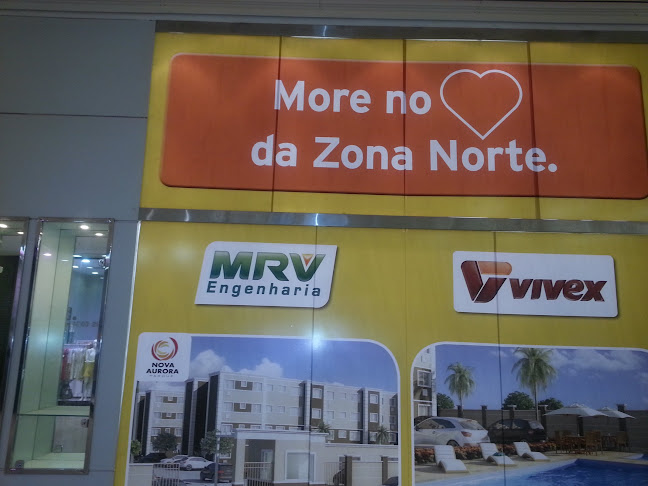 More no
da Zona Norte.
MRV
Engenharia
VIVEX
NOVA
AURORA